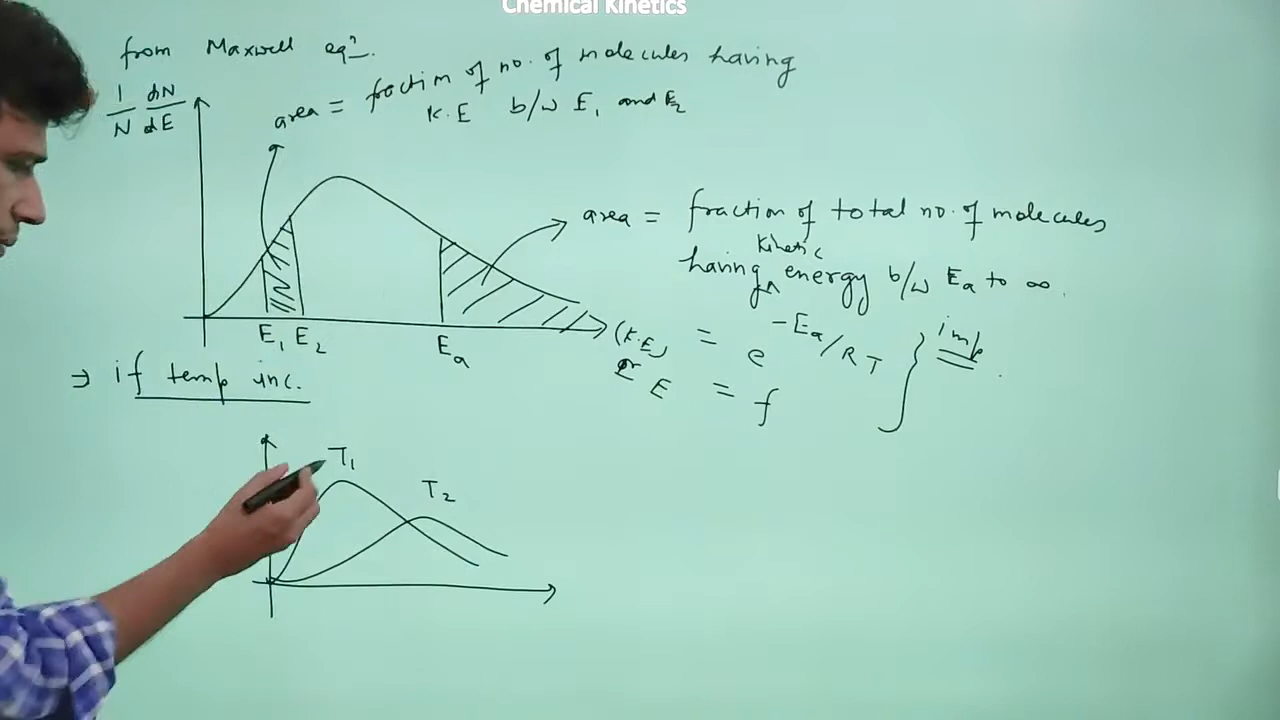 Chemical Kinetics
from Maxwell eqⁿ.
1/N dN/dE
area = fraction of no. of molecules having
K.E b/w E₁ and E₂
area = fraction of total no. of molecules
having kinetic energy b/w Ea to ∞.
E₁ E₂
Ea
(K.E)
or E
= e^-Ea/RT
= f
imp
⇒ if temp inc.
T₁
T₂